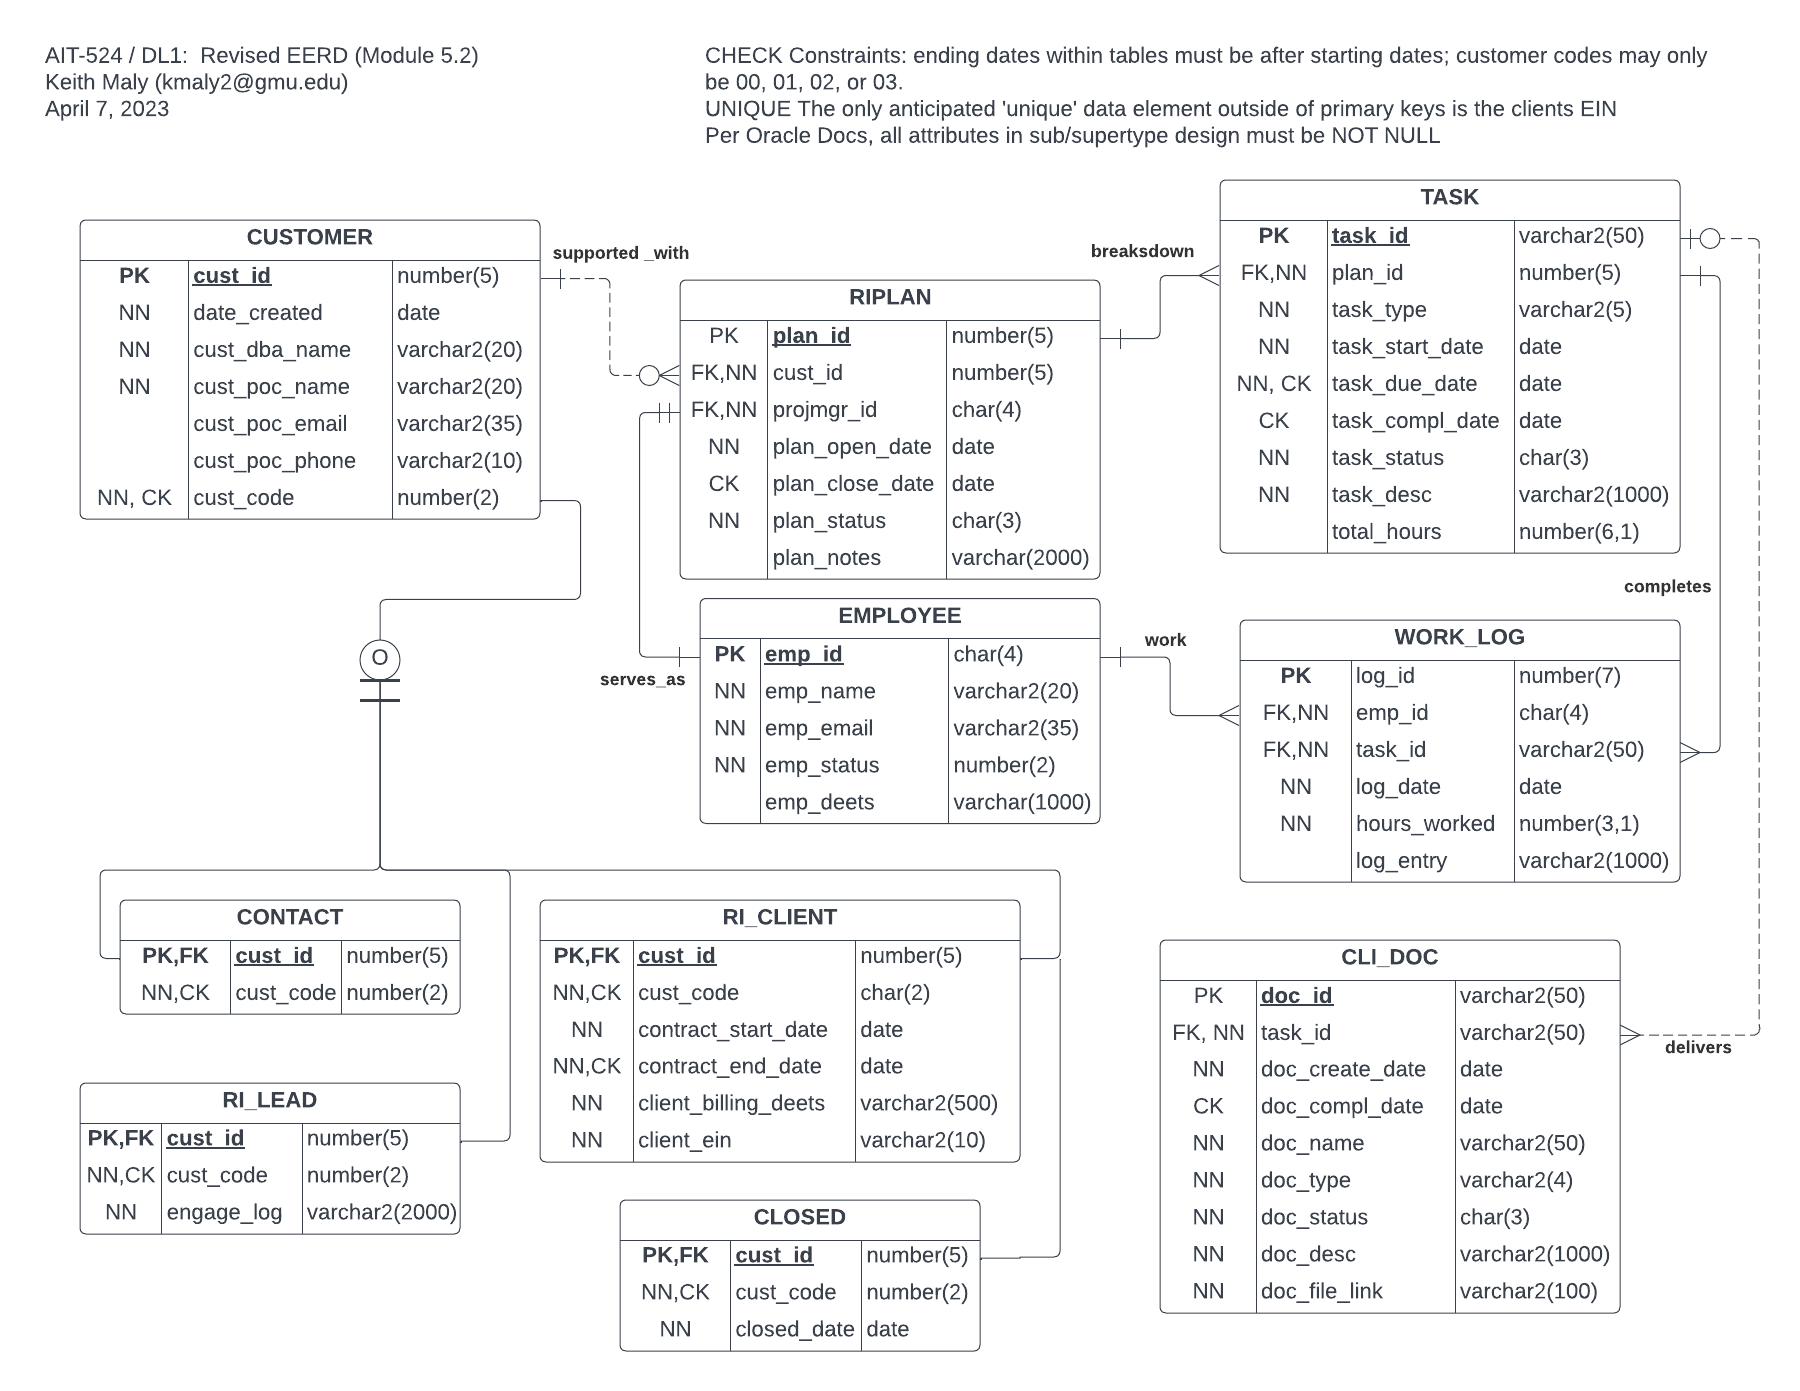 AIT-524 / DL1:  Revised EERD (Module 5.2)
Keith Maly (kmaly2@gmu.edu)
April 7, 2023
CHECK Constraints: ending dates within tables must be after starting dates; customer codes may only
be 00, 01, 02, or 03.
UNIQUE The only anticipated 'unique' data element outside of primary keys is the clients EIN
Per Oracle Docs, all attributes in sub/supertype design must be NOT NULL
CUSTOMER
PK cust_id number(5)
NN date_created date
NN cust_dba_name varchar2(20)
NN cust_poc_name varchar2(20)
cust_poc_email varchar2(35)
cust_poc_phone varchar2(10)
NN, CK cust_code number(2)
supported _with
RIPLAN
PK plan_id number(5)
FK,NN cust_id number(5)
FK,NN projmgr_id char(4)
NN plan_open_date date
CK plan_close_date date
NN plan_status char(3)
plan_notes varchar(2000)
breaksdown
TASK
PK task_id varchar2(50)
FK,NN plan_id number(5)
NN task_type varchar2(5)
NN task_start_date date
NN, CK task_due_date date
CK task_compl_date date
NN task_status char(3)
NN task_desc varchar2(1000)
total_hours number(6,1)
completes
O
serves_as
EMPLOYEE
PK emp_id char(4)
NN emp_name varchar2(20)
NN emp_email varchar2(35)
NN emp_status number(2)
emp_deets varchar(1000)
work
WORK_LOG
PK log_id number(7)
FK,NN emp_id char(4)
FK,NN task_id varchar2(50)
NN log_date date
NN hours_worked number(3,1)
log_entry varchar2(1000)
CONTACT
PK,FK cust_id number(5)
NN,CK cust_code number(2)
RI_LEAD
PK,FK cust_id number(5)
NN,CK cust_code number(2)
NN engage_log varchar2(2000)
RI_CLIENT
PK,FK cust_id number(5)
NN,CK cust_code char(2)
NN contract_start_date date
NN,CK contract_end_date date
NN client_billing_deets varchar2(500)
NN client_ein varchar2(10)
CLOSED
PK,FK cust_id number(5)
NN,CK cust_code number(2)
NN closed_date date
CLI_DOC
PK doc_id varchar2(50)
FK, NN task_id varchar2(50)
NN doc_create_date date
CK doc_compl_date date
NN doc_name varchar2(50)
NN doc_type varchar2(4)
NN doc_status char(3)
NN doc_desc varchar2(1000)
NN doc_file_link varchar2(100)
delivers